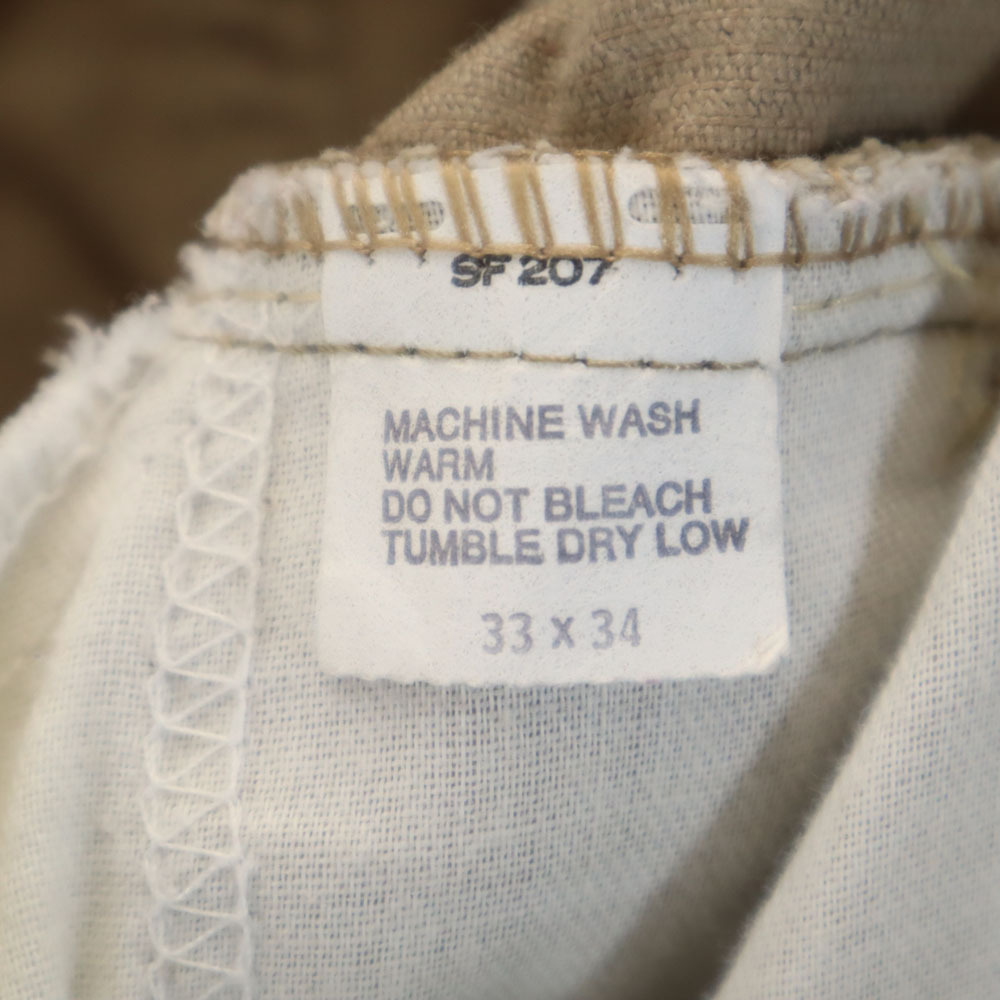 SF 207
MACHINE WASH
WARM
DO NOT BLEACH
TUMBLE DRY LOW
33 x 34